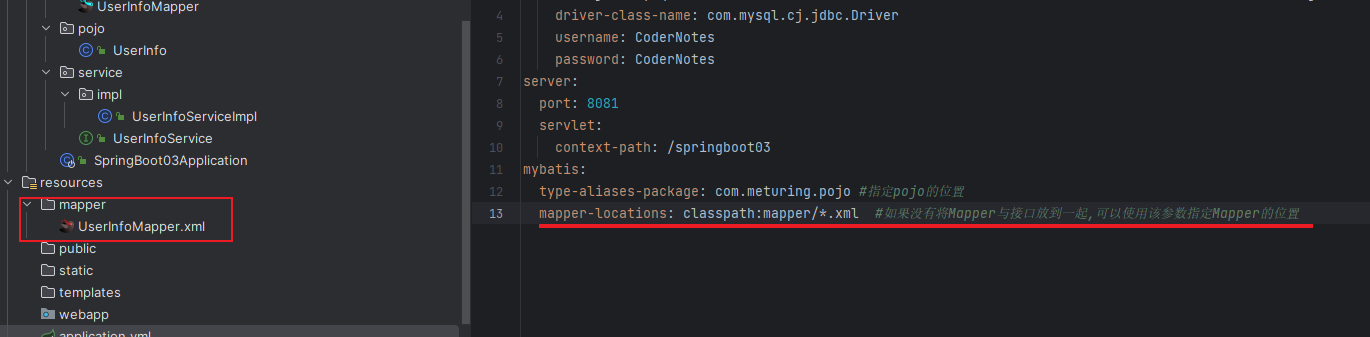 UserInfoMapper
pojo
UserInfo
service
impl
UserInfoServiceImpl
UserInfoService
SpringBoot03Application
resources
mapper
UserInfoMapper.xml
public
static
templates
webapp
application.yml
4 driver-class-name: com.mysql.cj.jdbc.Driver
5 username: CoderNotes
6 password: CoderNotes
7 server:
8 port: 8081
9 servlet:
10 context-path: /springboot03
11 mybatis:
12 type-aliases-package: com.meturing.pojo #指定pojo的位置
13 mapper-locations: classpath:mapper/*.xml #如果没有将Mapper与接口放到一起,可以使用该参数指定Mapper的位置